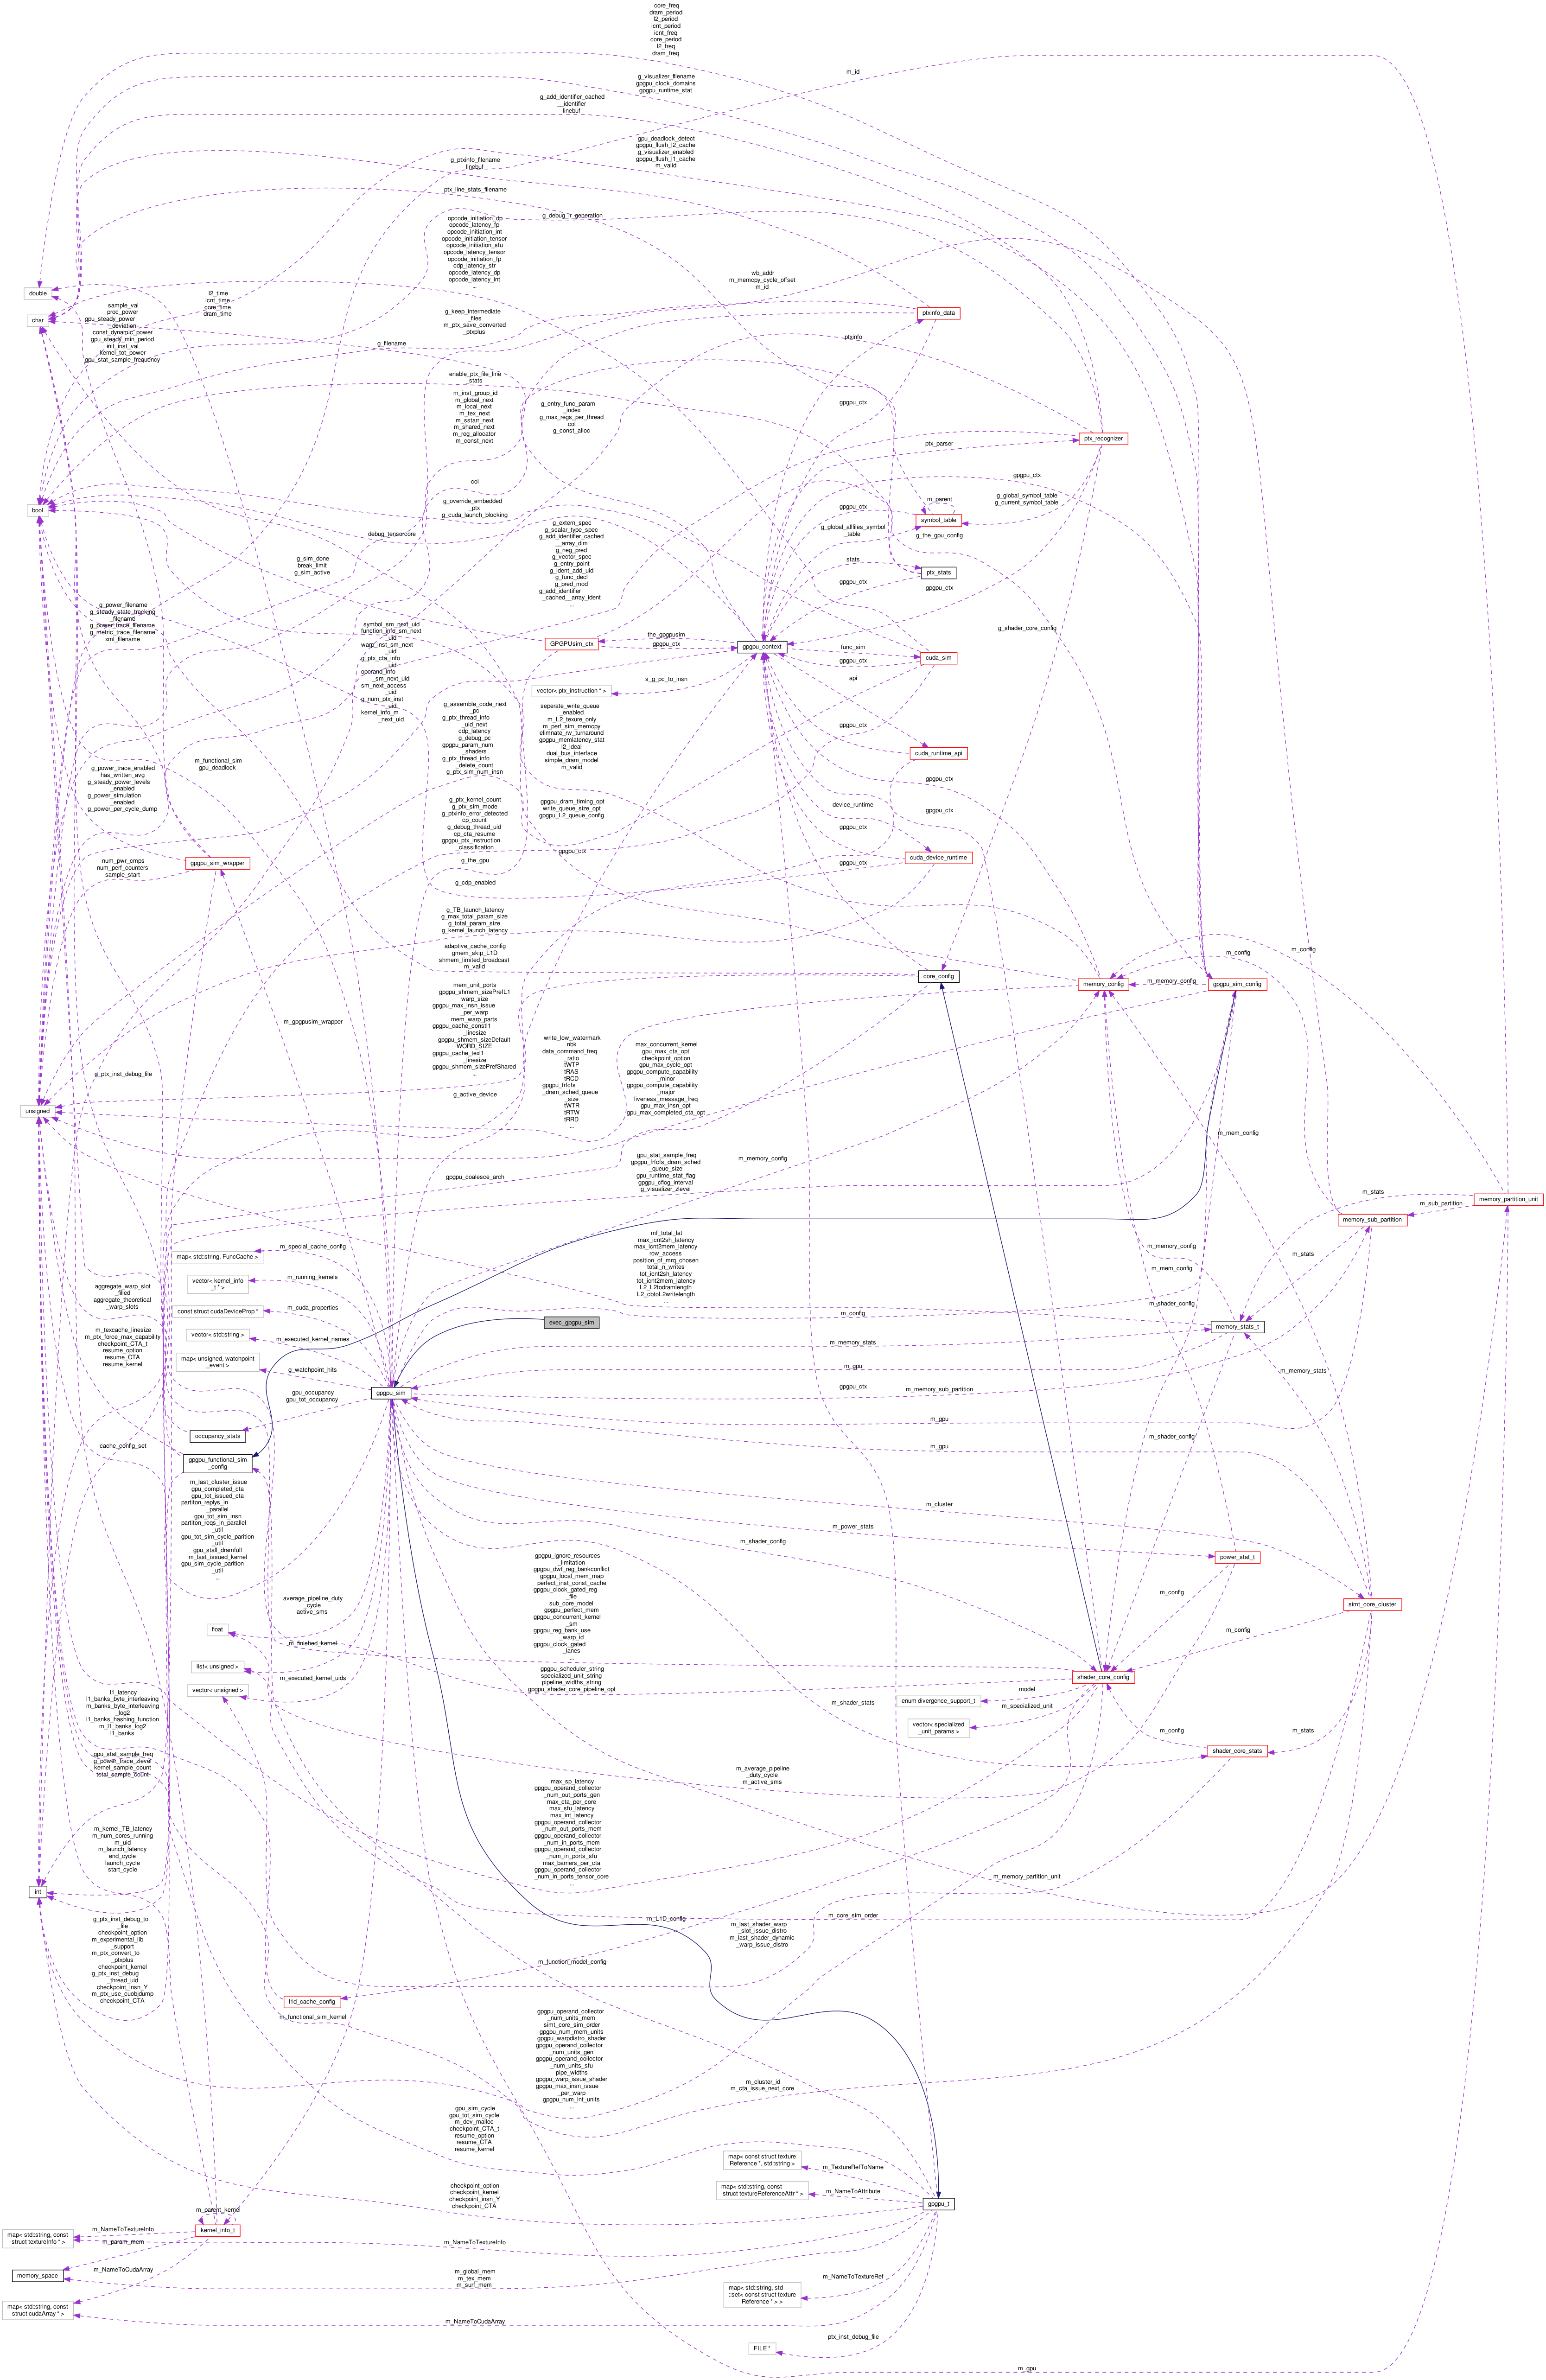 core_freq
dram_period
l2_period
icnt_period
icnt_freq
core_period
l2_freq
dram_freq
m_id
g_visualizer_filename
gpgpu_clock_domains
gpgpu_runtime_stat
g_add_identifier_cached
__identifier
linebuf
gpu_deadlock_detect
gpgpu_flush_l2_cache
g_visualizer_enabled
gpgpu_flush_l1_cache
m_valid
g_ptxinfo_filename
linebuf
ptx_line_stats_filename
g_debug_ir_generation
opcode_initiation_dp
opcode_latency_fp
opcode_initiation_int
opcode_initiation_tensor
opcode_initiation_sfu
opcode_latency_tensor
opcode_initiation_fp
cdp_latency_str
opcode_latency_dp
opcode_latency_int
wb_addr
m_memcpy_cycle_offset
m_id
double
char
l2_time
icnt_time
core_time
dram_time
sample_val
proc_power
gpu_steady_power
_deviation
const_dynamic_power
gpu_steady_min_period
init_inst_val
kernel_tot_power
gpu_stat_sample_frequency
g_keep_intermediate
_files
m_ptx_save_converted
_ptxplus
ptxinfo_data
g_filename
ptxinfo
enable_ptx_file_line
_stats
m_inst_group_id
m_global_next
m_local_next
m_tex_next
m_sstarr_next
m_shared_next
m_reg_allocator
m_const_next
g_entry_func_param
_index
g_max_regs_per_thread
col
g_const_alloc
gpgpu_ctx
ptx_parser
ptx_recognizer
col
gpgpu_ctx
m_parent
g_global_symbol_table
g_current_symbol_table
bool
g_override_embedded
_ptx
g_cuda_launch_blocking
gpgpu_ctx
symbol_table
g_global_allfiles_symbol
_table
g_the_gpu_config
debug_tensorcore
g_extern_spec
g_scalar_type_spec
g_add_identifier_cached
__array_dim
g_neg_pred
g_vector_spec
g_entry_point
g_ident_add_uid
g_func_decl
g_pred_mod
g_add_identifier
_cached__array_ident
...
g_sim_done
break_limit
g_sim_active
stats
ptx_stats
gpgpu_ctx
gpgpu_ctx
g_power_filename
g_steady_state_tracking
_filename
g_power_trace_filename
g_metric_trace_filename
xml_filename
symbol_sm_next_uid
function_info_sm_next
_uid
warp_inst_sm_next
_uid
g_ptx_cta_info
_uid
operand_info
_sm_next_uid
sm_next_access
_uid
g_num_ptx_inst
_uid
kernel_info_m
_next_uid
g_shader_core_config
GPGPUsim_ctx
the_gpgpusim
gpgpu_ctx
gpgpu_context
func_sim
gpgpu_ctx
cuda_sim
s_g_pc_to_insn
vector< ptx_instruction * >
api
g_assemble_code_next
_pc
g_ptx_thread_info
_uid_next
cdp_latency
g_debug_pc
gpgpu_param_num
_shaders
g_ptx_thread_info
_delete_count
g_ptx_sim_num_insn
seperate_write_queue
_enabled
m_L2_texure_only
m_perf_sim_memcpy
elimnate_rw_turnaround
gpgpu_memlatency_stat
l2_ideal
dual_bus_interface
simple_dram_model
m_valid
gpgpu_ctx
cuda_runtime_api
m_functional_sim
gpu_deadlock
g_power_trace_enabled
has_written_avg
g_steady_power_levels
_enabled
g_power_simulation
_enabled
g_power_per_cycle_dump
gpgpu_ctx
g_ptx_kernel_count
g_ptx_sim_mode
g_ptxinfo_error_detected
cp_count
g_debug_thread_uid
cp_cta_resume
gpgpu_ptx_instruction
_classification
gpgpu_dram_timing_opt
write_queue_size_opt
gpgpu_L2_queue_config
device_runtime
gpgpu_ctx
gpgpu_ctx
gpgpu_sim_wrapper
num_pwr_cmps
num_perf_counters
sample_start
g_the_gpu
gpgpu_ctx
gpgpu_ctx
cuda_device_runtime
g_cdp_enabled
g_TB_launch_latency
g_max_total_param_size
g_total_param_size
g_kernel_launch_latency
adaptive_cache_config
gmem_skip_L1D
shmem_limited_broadcast
m_valid
core_config
m_config
m_config
memory_config
m_memory_config
gpgpu_sim_config
m_gpgpusim_wrapper
mem_unit_ports
gpgpu_shmem_sizePrefL1
warp_size
gpgpu_max_insn_issue
_per_warp
mem_warp_parts
gpgpu_cache_constl1
_linesize
gpgpu_shmem_sizeDefault
WORD_SIZE
gpgpu_cache_texl1
_linesize
gpgpu_shmem_sizePrefShared
g_ptx_inst_debug_file
write_low_watermark
nbk
data_command_freq
_ratio
tWTP
tRAS
tRCD
gpgpu_frfcfs
_dram_sched_queue
_size
tWTR
tRTW
tRRD
...
max_concurrent_kernel
gpu_max_cta_opt
checkpoint_option
gpu_max_cycle_opt
gpgpu_compute_capability
_minor
gpgpu_compute_capability
_major
liveness_message_freq
gpu_max_insn_opt
gpu_max_completed_cta_opt
g_active_device
unsigned
m_mem_config
gpgpu_coalesce_arch
gpu_stat_sample_freq
gpgpu_frfcfs_dram_sched
_queue_size
gpu_runtime_stat_flag
gpgpu_cflog_interval
g_visualizer_zlevel
m_memory_config
m_stats
memory_partition_unit
m_sub_partition
memory_sub_partition
m_special_cache_config
map< std::string, FuncCache >
mf_total_lat
max_icnt2sh_latency
max_icnt2mem_latency
row_access
position_of_mrq_chosen
total_n_writes
tot_icnt2sh_latency
tot_icnt2mem_latency
L2_L2todramlength
L2_cbtoL2writelength
...
m_memory_config
m_mem_config
m_stats
m_running_kernels
vector< kernel_info
_t * >
aggregate_warp_slot
_filled
aggregate_theoretical
_warp_slots
m_cuda_properties
const struct cudaDeviceProp *
exec_gpgpu_sim
m_config
m_shader_config
memory_stats_t
m_texcache_linesize
m_ptx_force_max_capability
checkpoint_CTA_t
resume_option
resume_CTA
resume_kernel
m_executed_kernel_names
vector< std::string >
m_memory_stats
map< unsigned, watchpoint
_event >
g_watchpoint_hits
m_gpu
m_memory_stats
gpgpu_sim
gpu_occupancy
gpu_tot_occupancy
gpgpu_ctx
m_memory_sub_partition
m_gpu
occupancy_stats
m_gpu
m_shader_config
cache_config_set
gpgpu_functional_sim
_config
m_last_cluster_issue
gpu_completed_cta
gpu_tot_issued_cta
partiton_replys_in
_parallel
gpu_tot_sim_insn
partiton_reqs_in_parallel
_util
gpu_tot_sim_cycle_parition
_util
gpu_stall_dramfull
m_last_issued_kernel
gpu_sim_cycle_parition
_util
...
m_cluster
m_power_stats
m_shader_config
power_stat_t
gpgpu_ignore_resources
_limitation
gpgpu_dwf_reg_bankconflict
gpgpu_local_mem_map
perfect_inst_const_cache
gpgpu_clock_gated_reg
_file
sub_core_model
gpgpu_perfect_mem
gpgpu_concurrent_kernel
_sm
gpgpu_reg_bank_use
_warp_id
gpgpu_clock_gated
_lanes
...
m_config
simt_core_cluster
m_config
average_pipeline_duty
_cycle
active_sms
float
m_finished_kernel
list< unsigned >
m_executed_kernel_uids
gpgpu_scheduler_string
specialized_unit_string
pipeline_widths_string
gpgpu_shader_core_pipeline_opt
shader_core_config
model
enum divergence_support_t
m_specialized_unit
vector< specialized
_unit_params >
vector< unsigned >
m_shader_stats
m_config
m_stats
shader_core_stats
l1_latency
l1_banks_byte_interleaving
m_banks_byte_interleaving
_log2
l1_banks_hashing_function
m_l1_banks_log2
l1_banks
gpu_stat_sample_freq
g_power_trace_zlevel
kernel_sample_count
total_sample_count
m_average_pipeline
_duty_cycle
m_active_sms
max_sp_latency
gpgpu_operand_collector
_num_out_ports_gen
max_cta_per_core
max_sfu_latency
max_int_latency
gpgpu_operand_collector
_num_out_ports_mem
gpgpu_operand_collector
_num_in_ports_mem
gpgpu_operand_collector
_num_in_ports_sfu
max_barriers_per_cta
gpgpu_operand_collector
_num_in_ports_tensor_core
...
m_memory_partition_unit
m_kernel_TB_latency
m_num_cores_running
m_uid
m_launch_latency
end_cycle
launch_cycle
start_cycle
int
m_L1D_config
m_core_sim_order
m_last_shader_warp
_slot_issue_distro
m_last_shader_dynamic
_warp_issue_distro
g_ptx_inst_debug_to
_file
checkpoint_option
m_experimental_lib
_support
m_ptx_convert_to
_ptxplus
checkpoint_kernel
g_ptx_inst_debug
_thread_uid
checkpoint_insn_Y
m_ptx_use_cuobjdump
checkpoint_CTA
m_function_model_config
l1d_cache_config
m_functional_sim_kernel
gpgpu_operand_collector
_num_units_mem
simt_core_sim_order
gpgpu_num_mem_units
gpgpu_warpdistro_shader
gpgpu_operand_collector
_num_units_gen
gpgpu_operand_collector
_num_units_sfu
pipe_widths
gpgpu_warp_issue_shader
gpgpu_max_insn_issue
_per_warp
gpgpu_num_int_units
...
m_cluster_id
m_cta_issue_next_core
gpu_sim_cycle
gpu_tot_sim_cycle
m_dev_malloc
checkpoint_CTA_t
resume_option
resume_CTA
resume_kernel
map< const struct texture
Reference *, std::string >
m_TextureRefToName
checkpoint_option
checkpoint_kernel
checkpoint_insn_Y
checkpoint_CTA
map< std::string, const
struct textureReferenceAttr * >
m_NameToAttribute
gpgpu_t
m_parent_kernel
kernel_info_t
m_NameToTextureInfo
map< std::string, const
struct textureInfo * >
m_param_mem
m_NameToTextureInfo
memory_space
m_NameToCudaArray
m_global_mem
m_tex_mem
m_surf_mem
m_NameToTextureRef
map< std::string, std
::set< const struct texture
Reference * > >
map< std::string, const
struct cudaArray * >
m_NameToCudaArray
ptx_inst_debug_file
FILE *
m_gpu